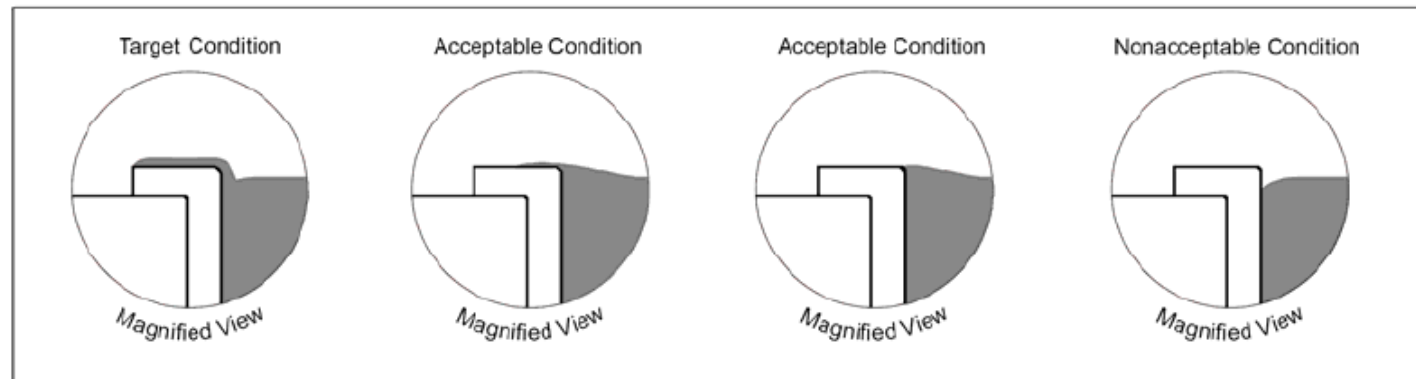 Target Condition
Acceptable Condition
Acceptable Condition
Nonacceptable Condition
Magnified View
Magnified View
Magnified View
Magnified View